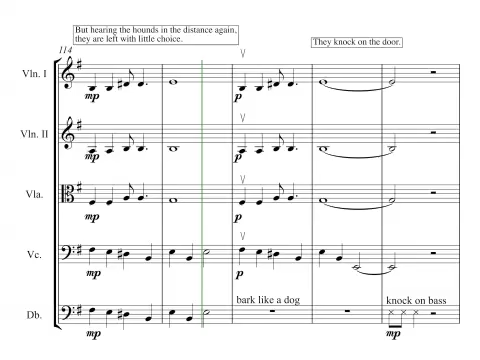 But hearing the hounds in the distance again,
they are left with little choice.
They knock on the door.
114
Vln. I
mp
p
Vln. II
mp
p
Vla.
mp
p
Vc.
mp
p
bark like a dog
knock on bass
Db.
mp
mp